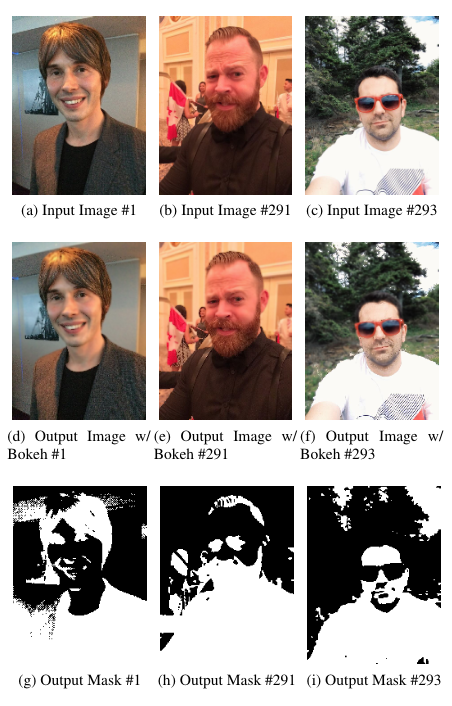 (a) Input Image #1
(b) Input Image #291
(c) Input Image #293
(d) Output Image w/
Bokeh #1
(e) Output Image w/
Bokeh #291
(f) Output Image w/
Bokeh #293
(g) Output Mask #1
(h) Output Mask #291
(i) Output Mask #293